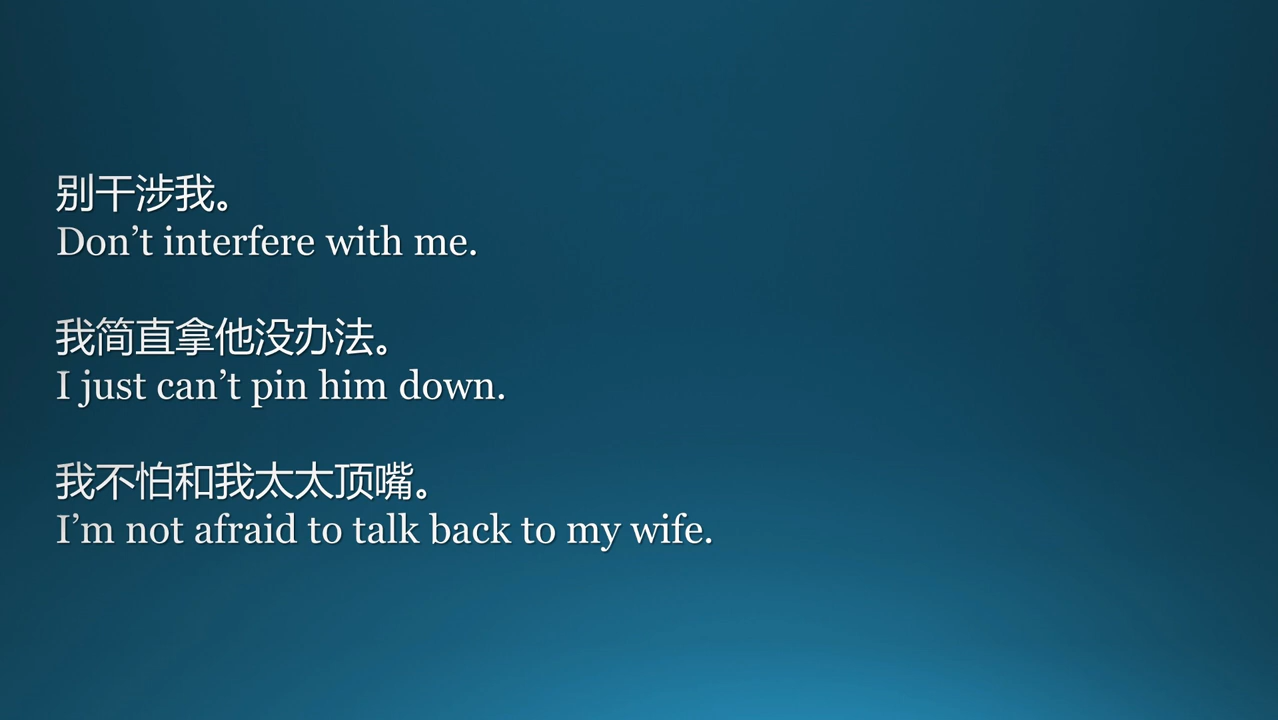 别干涉我。
Don’t interfere with me.
我简直拿他没办法。
I just can’t pin him down.
我不怕和我太太顶嘴。
I’m not afraid to talk back to my wife.